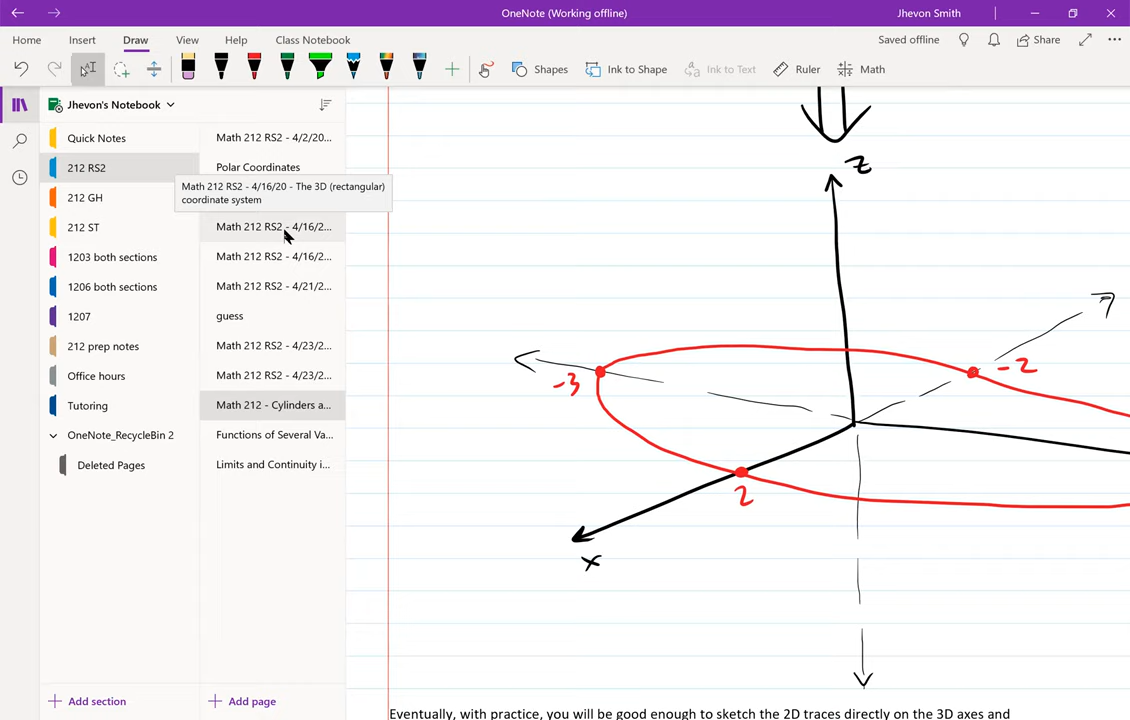 OneNote (Working offline)
Jhevon Smith
Home
Insert
Draw
View
Help
Class Notebook
Saved offline
Share
Shapes
Ink to Shape
Ink to Text
Ruler
Math
Jhevon's Notebook
Quick Notes
212 RS2
212 GH
212 ST
1203 both sections
1206 both sections
1207
212 prep notes
Office hours
Tutoring
OneNote_RecycleBin 2
Deleted Pages
Add section
Math 212 RS2 - 4/2/20...
Polar Coordinates
Math 212 RS2 - 4/16/20 - The 3D (rectangular)
coordinate system
Math 212 RS2 - 4/16/2...
Math 212 RS2 - 4/16/2...
Math 212 RS2 - 4/21/2...
guess
Math 212 RS2 - 4/23/2...
Math 212 RS2 - 4/23/2...
Math 212 - Cylinders a...
Functions of Several Va...
Limits and Continuity i...
Add page
z
-3
-2
2
x
Eventually, with practice, you will be good enough to sketch the 2D traces directly on the 3D axes and